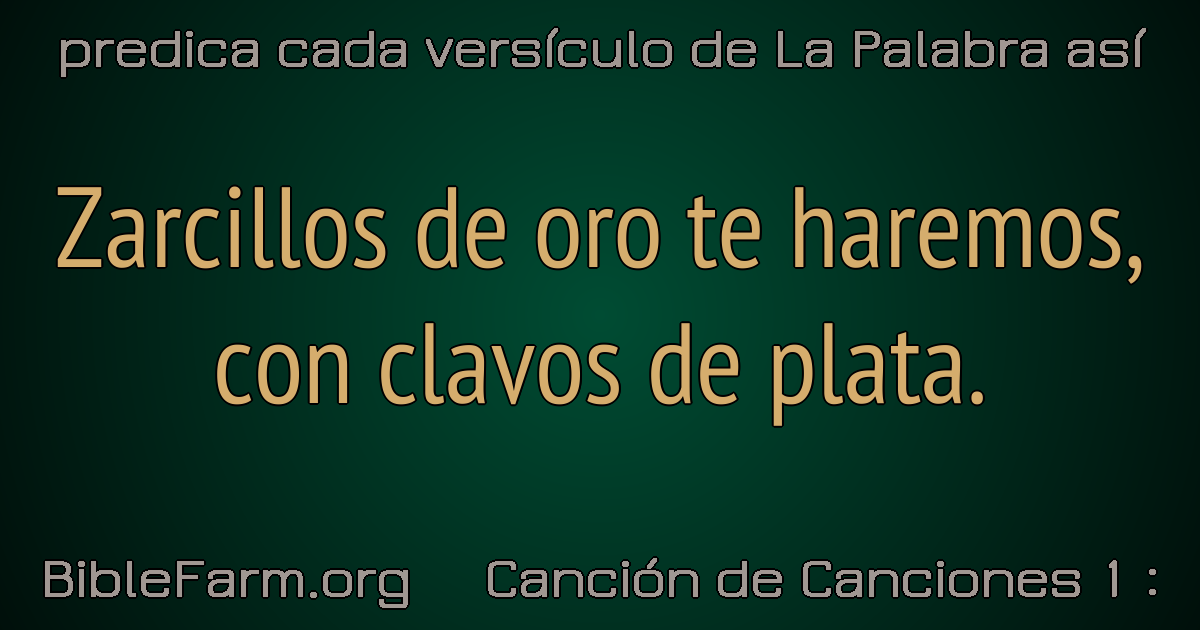 predica cada versículo de La Palabra así
Zarcillos de oro te haremos,
con clavos de plata.
BibleFarm.org Canción de Canciones 1 :